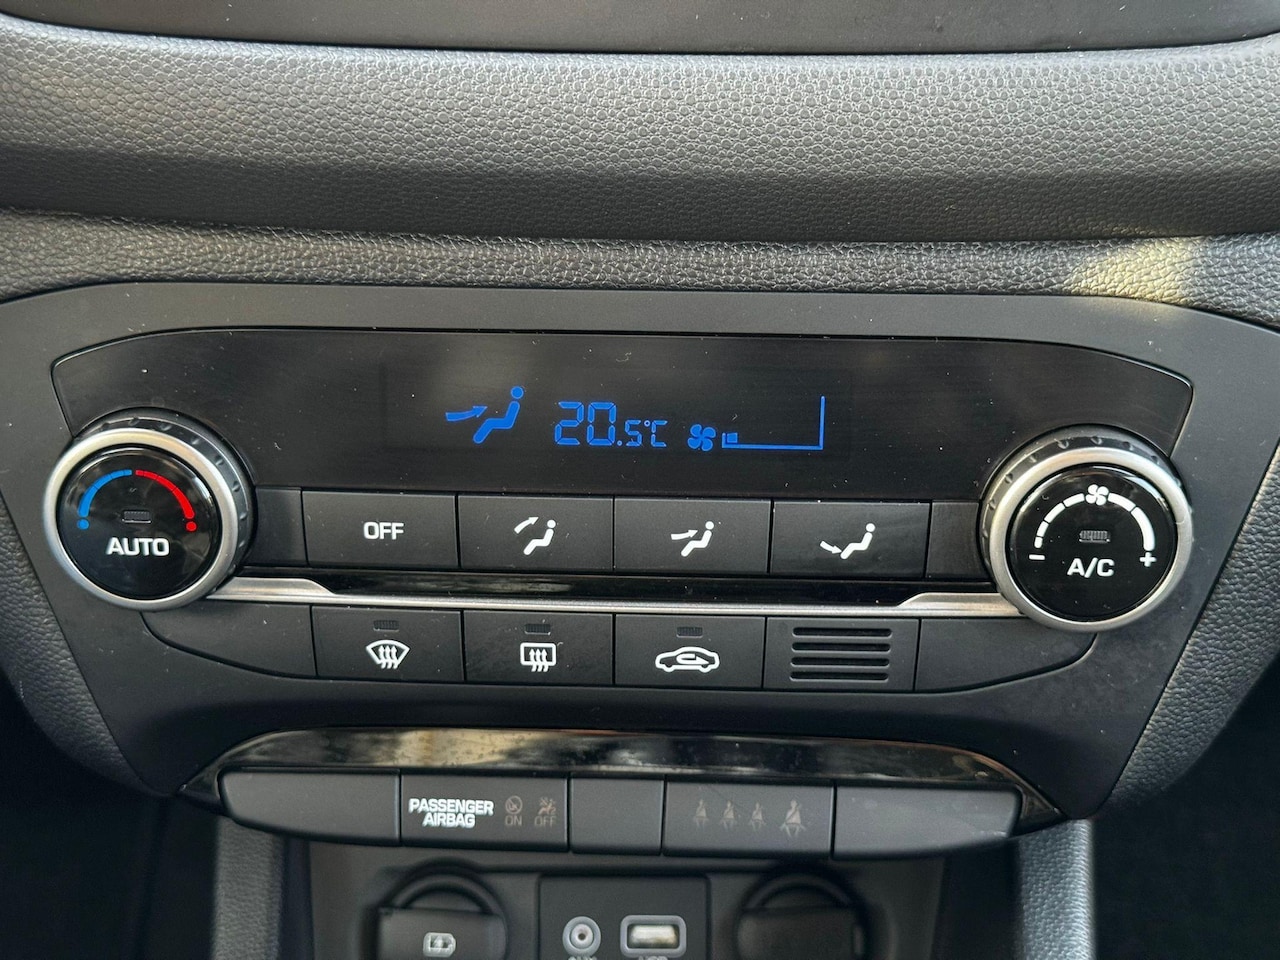 20.5°C
OFF
AUTO
A/C
- +
PASSENGER
AIRBAG
ON OFF